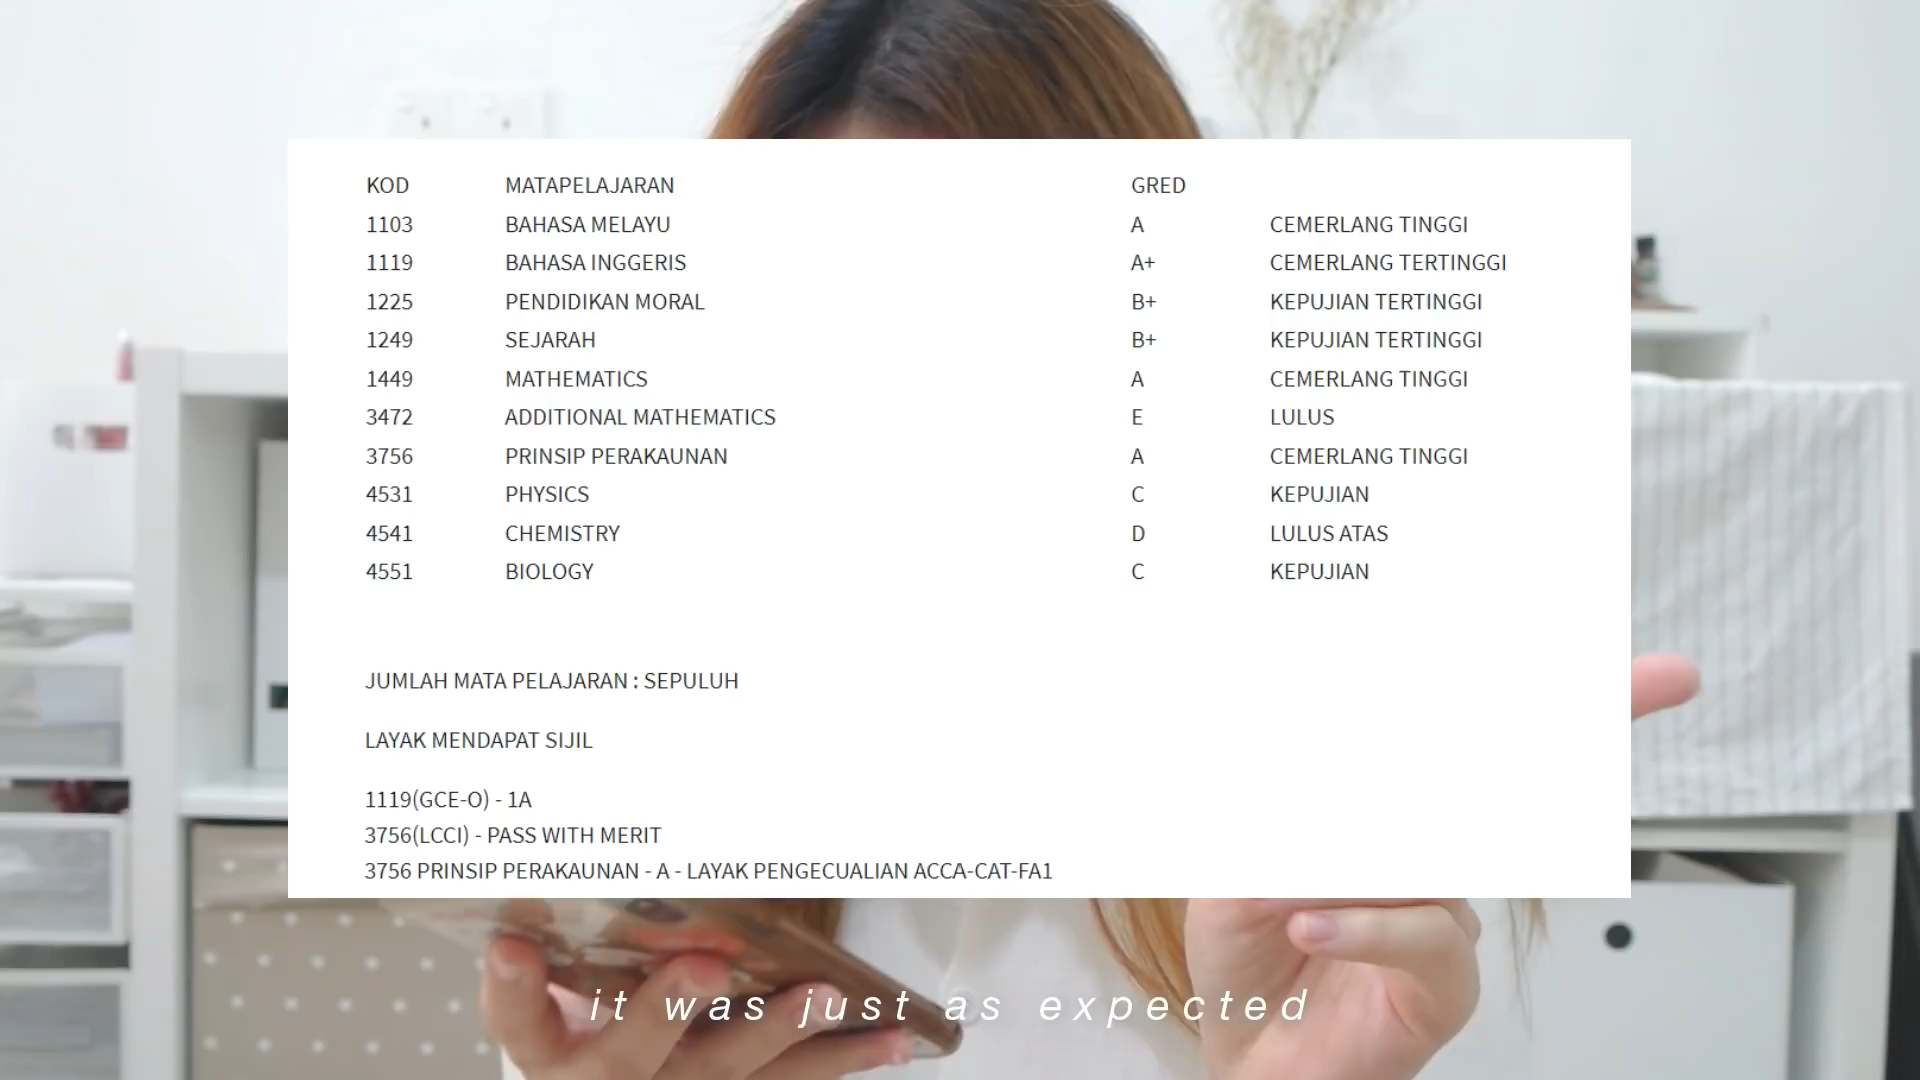 KOD MATAPELAJARAN GRED
1103 BAHASA MELAYU A CEMERLANG TINGGI
1119 BAHASA INGGERIS A+ CEMERLANG TERTINGGI
1225 PENDIDIKAN MORAL B+ KEPUJIAN TERTINGGI
1249 SEJARAH B+ KEPUJIAN TERTINGGI
1449 MATHEMATICS A CEMERLANG TINGGI
3472 ADDITIONAL MATHEMATICS E LULUS
3756 PRINSIP PERAKAUNAN A CEMERLANG TINGGI
4531 PHYSICS C KEPUJIAN
4541 CHEMISTRY D LULUS ATAS
4551 BIOLOGY C KEPUJIAN
JUMLAH MATA PELAJARAN : SEPULUH
LAYAK MENDAPAT SIJIL
1119(GCE-O) - 1A
3756(LCCI) - PASS WITH MERIT
3756 PRINSIP PERAKAUNAN - A - LAYAK PENGECUALIAN ACCA-CAT-FA1
it was just as expected